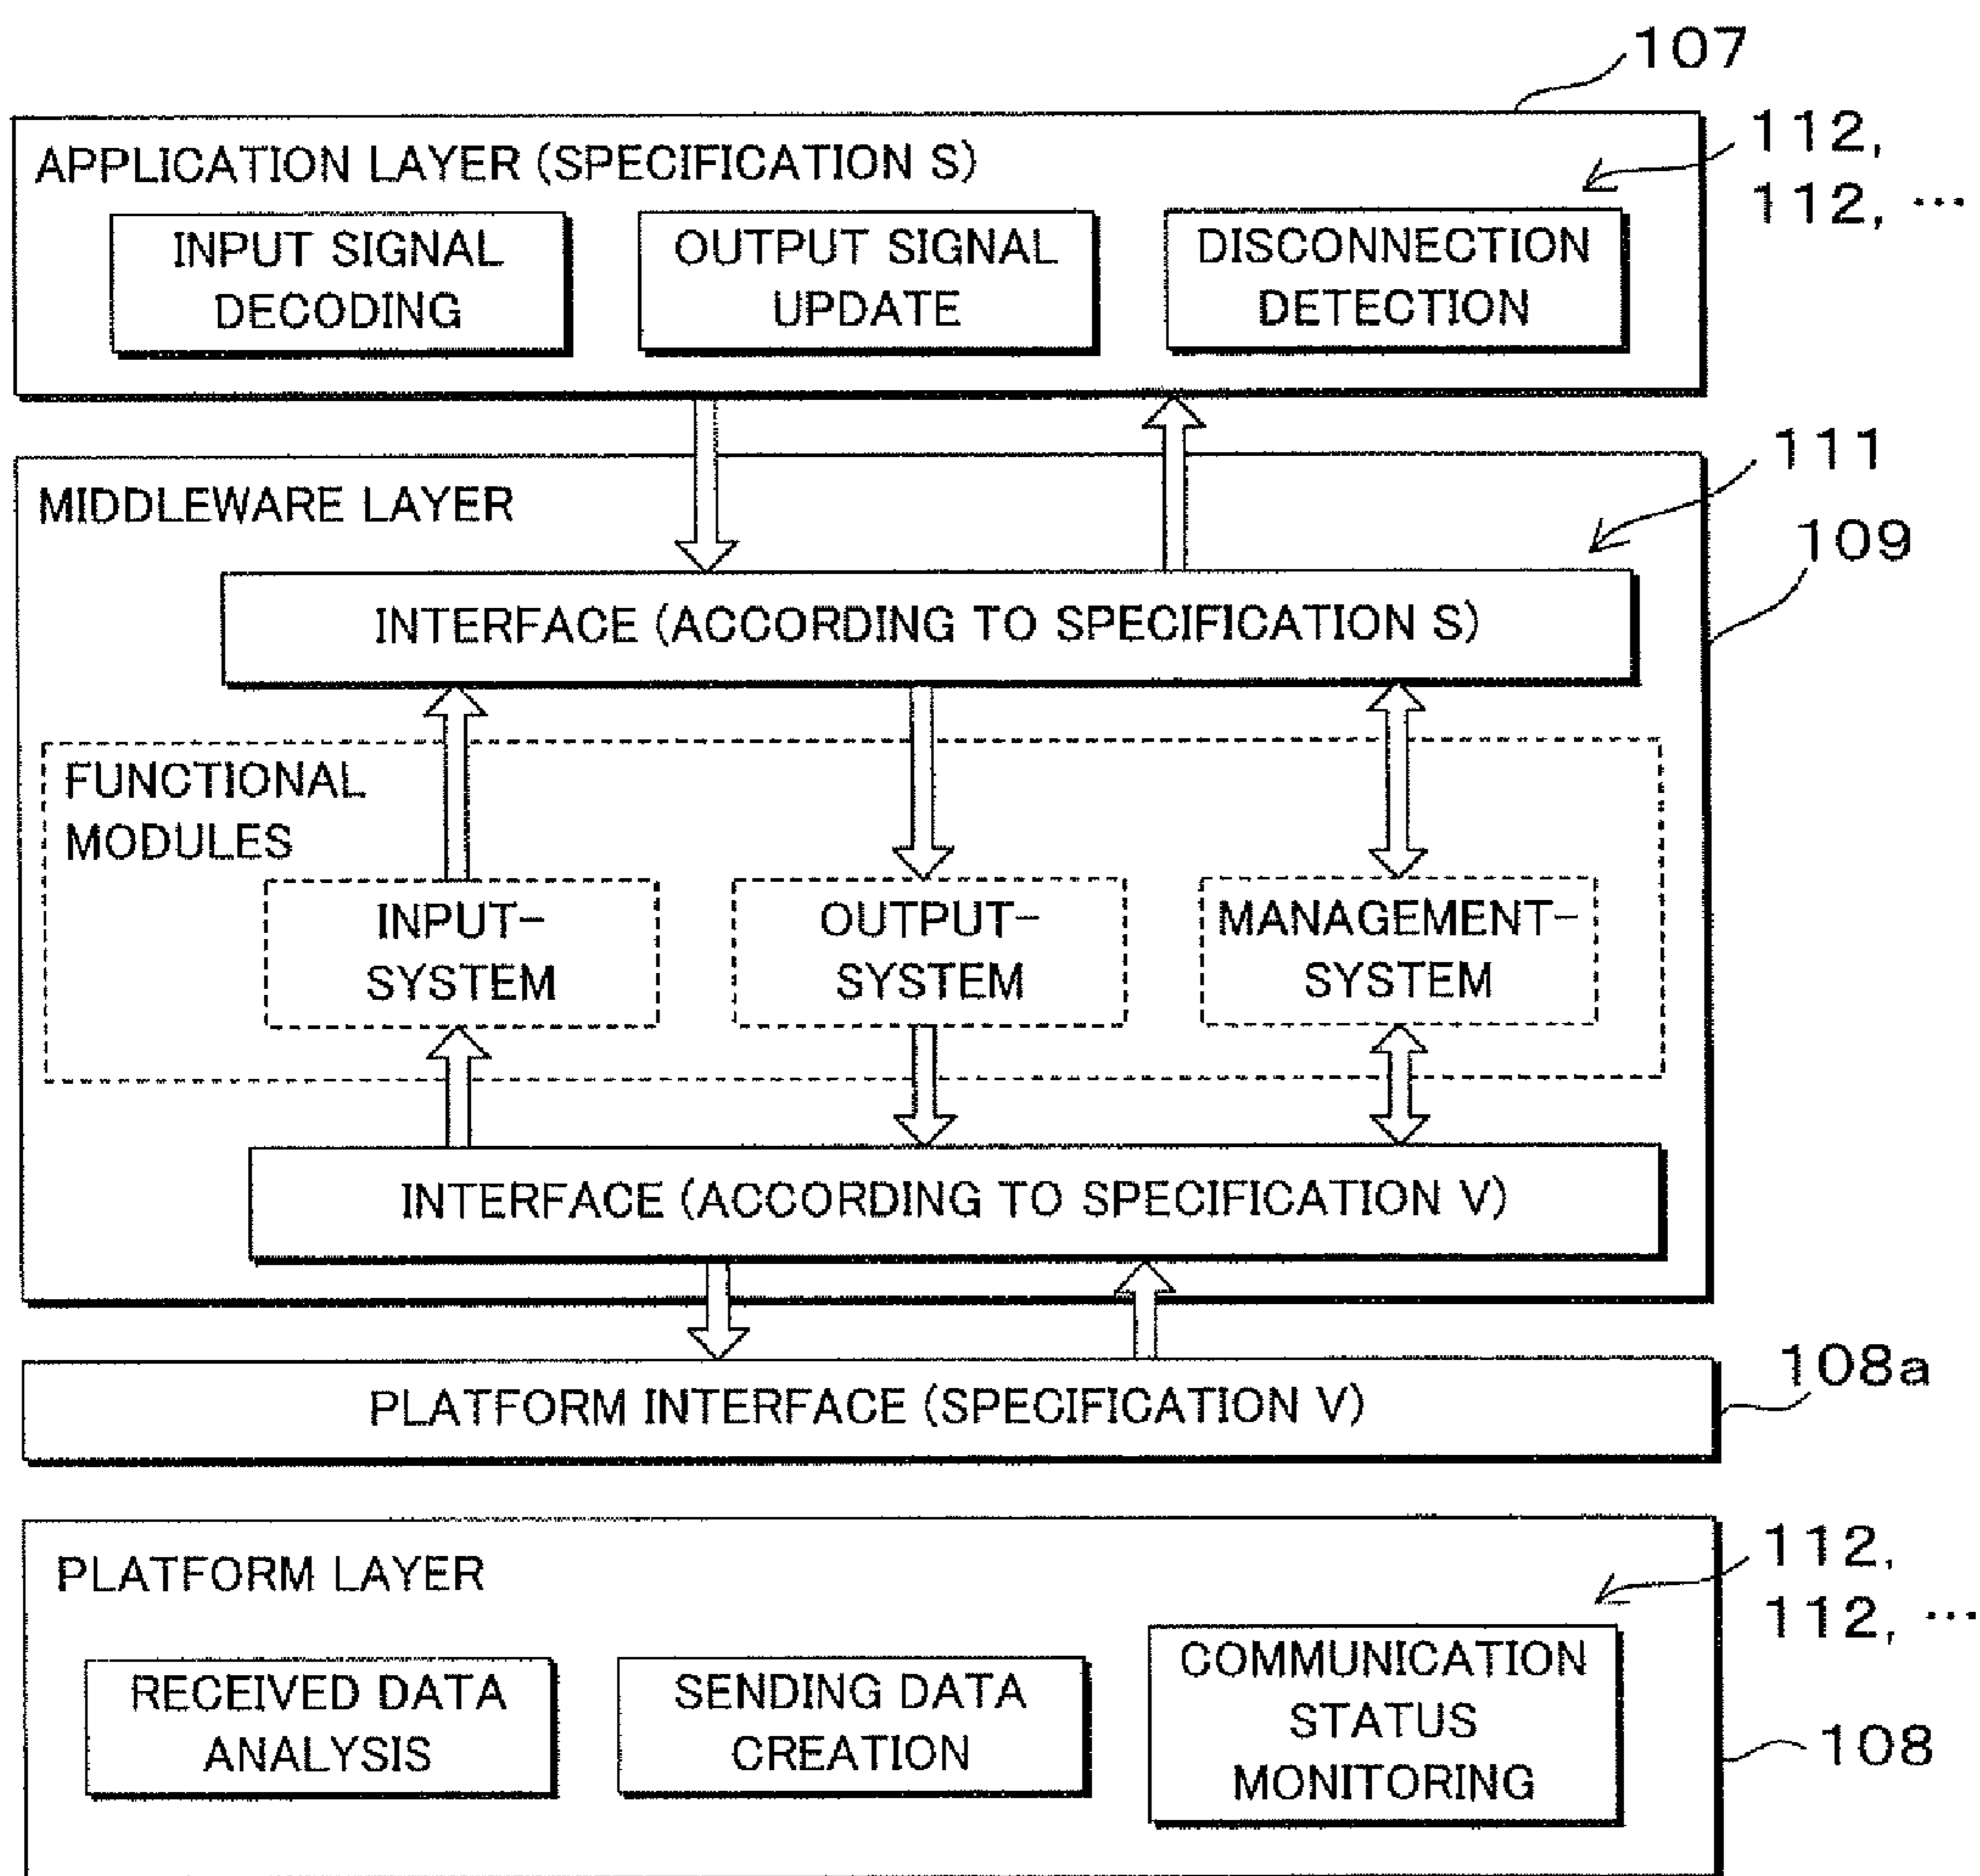 107
APPLICATION LAYER (SPECIFICATION S)
112,
112, ···
INPUT SIGNAL
DECODING
OUTPUT SIGNAL
UPDATE
DISCONNECTION
DETECTION
111
MIDDLEWARE LAYER
109
INTERFACE (ACCORDING TO SPECIFICATION S)
FUNCTIONAL
MODULES
INPUT-
SYSTEM
OUTPUT-
SYSTEM
MANAGEMENT-
SYSTEM
INTERFACE (ACCORDING TO SPECIFICATION V)
108a
PLATFORM INTERFACE (SPECIFICATION V)
112,
112, ···
PLATFORM LAYER
RECEIVED DATA
ANALYSIS
SENDING DATA
CREATION
COMMUNICATION
STATUS
MONITORING
108